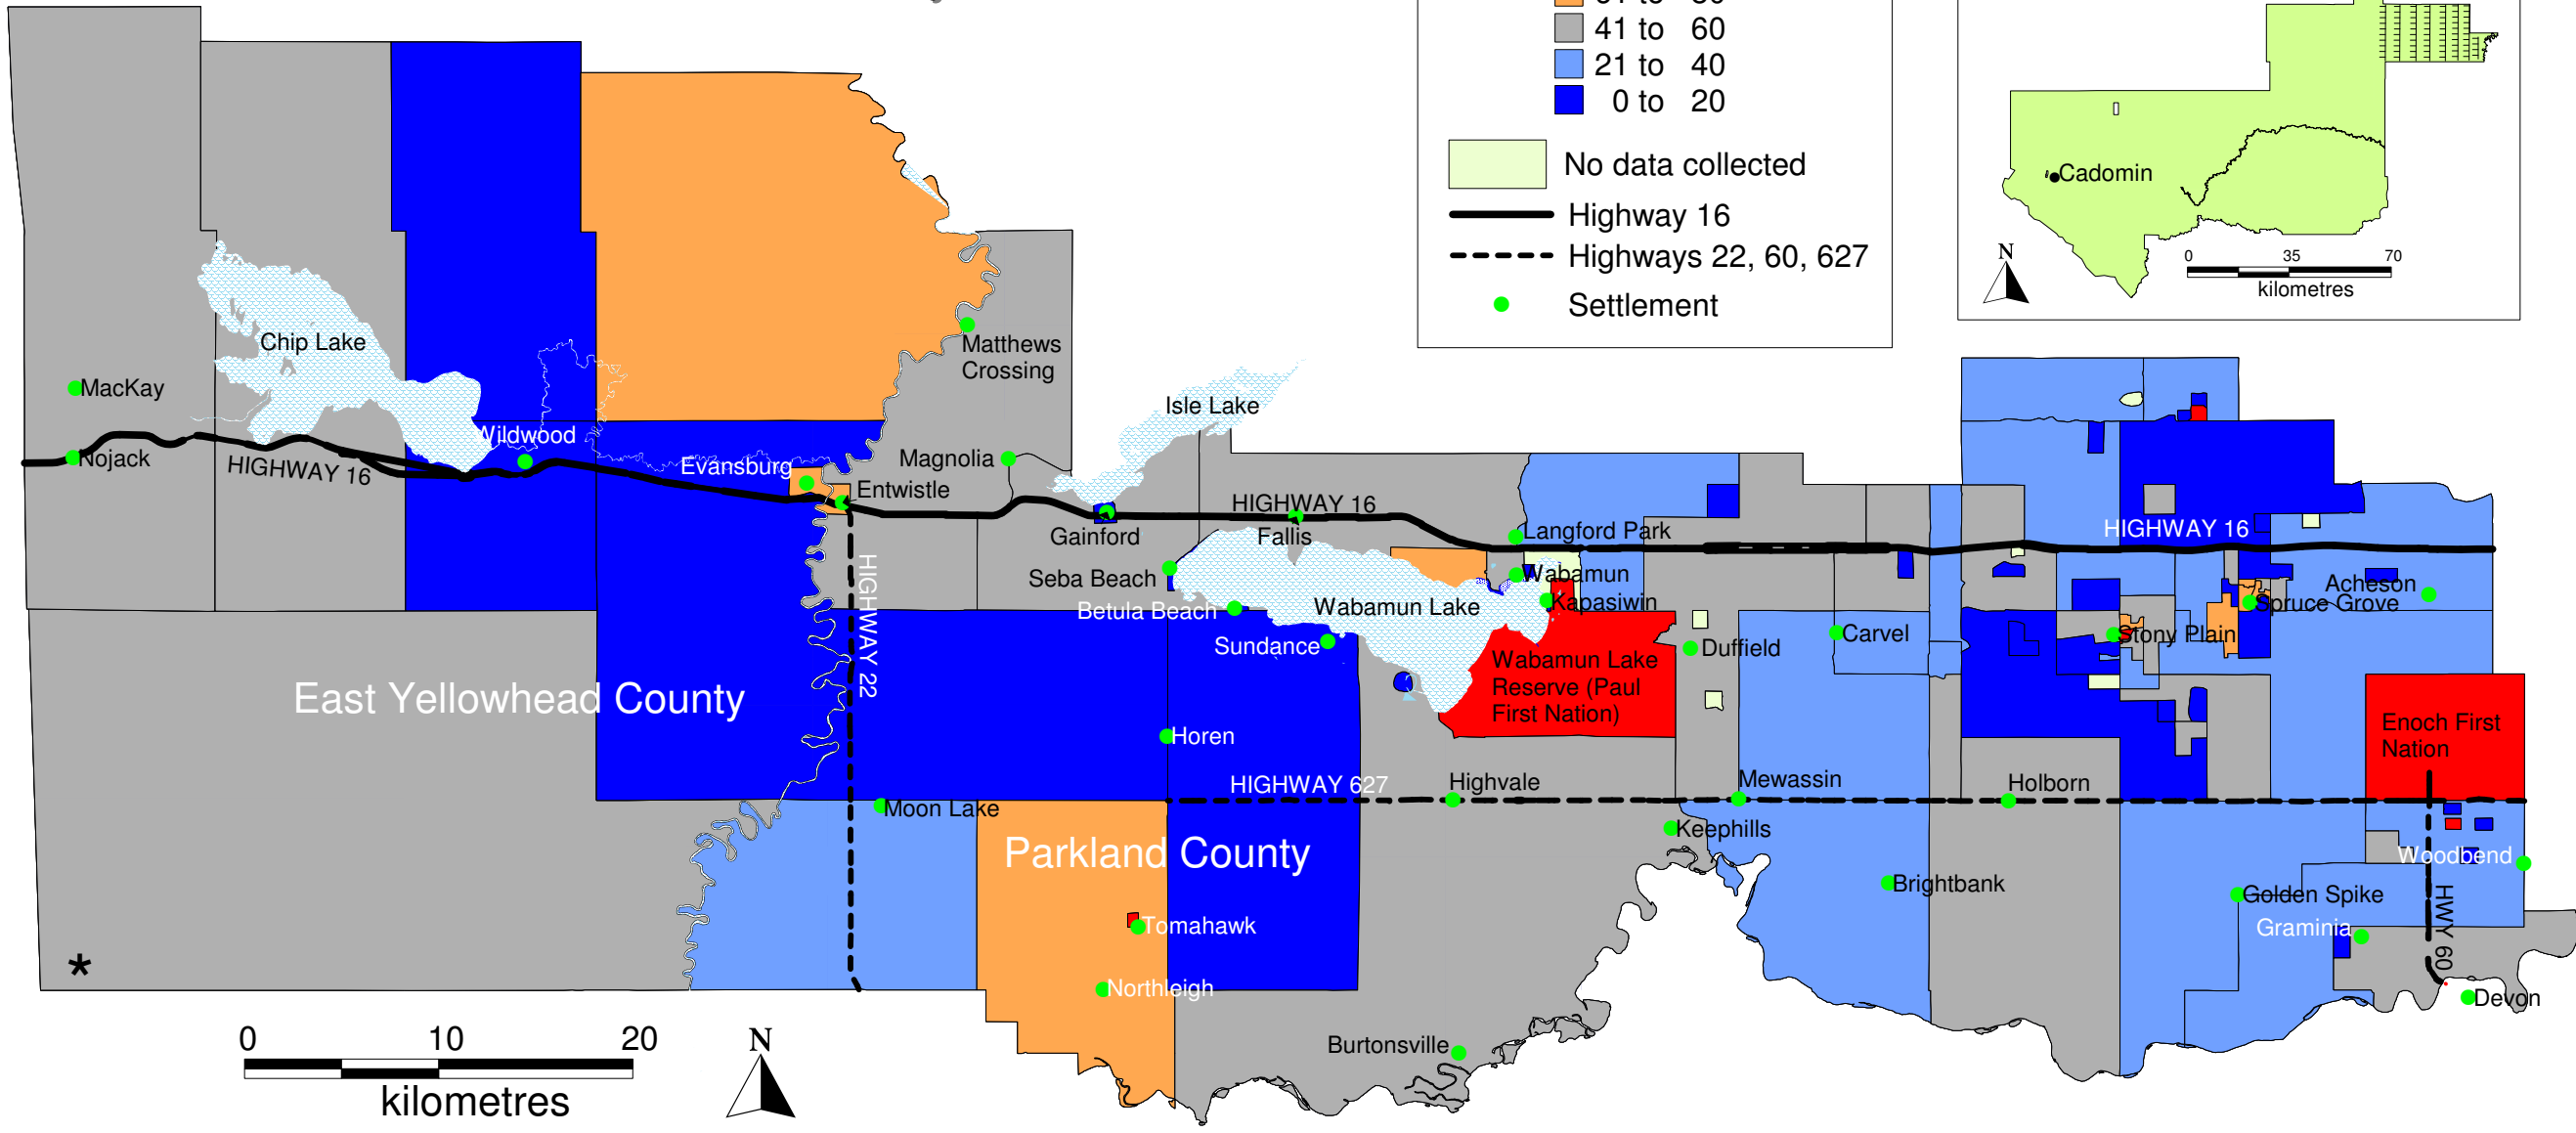 41 to 60
21 to 40
0 to 20
No data collected
Highway 16
Highways 22, 60, 627
Settlement
Cadomin
N
0 35 70
kilometres
Chip Lake
MacKay
Nojack
HIGHWAY 16
Wildwood
Evansburg
Entwistle
Matthews
Crossing
Magnolia
Isle Lake
Gainford
HIGHWAY 16
Fallis
Seba Beach
Betula Beach
Sundance
Wabamun Lake
Langford Park
Wabamun
Kapasiwin
Wabamun Lake
Reserve (Paul
First Nation)
Duffield
Carvel
HIGHWAY 16
Acheson
Spruce Grove
Stony Plain
Enoch First
Nation
HIGHWAY 22
East Yellowhead County
Horen
HIGHWAY 627
Highvale
Mewassin
Holborn
Moon Lake
Parkland County
Keephills
Brightbank
Woodbend
Golden Spike
Graminia
HWY 60
Devon
Tomahawk
Northleigh
Burtonsville
*
0 10 20
kilometres
N